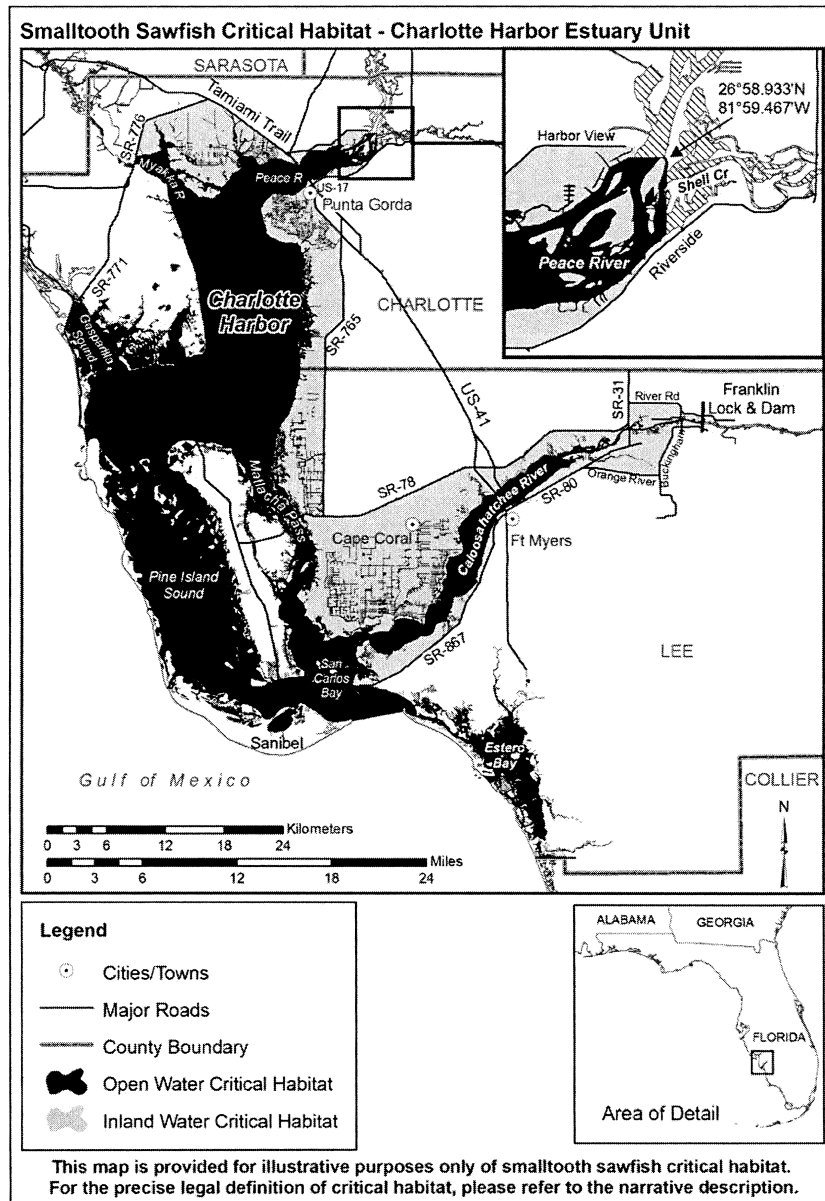 Smalltooth Sawfish Critical Habitat - Charlotte Harbor Estuary Unit
SARASOTA
Tamiami Trail
SR-776
Myakka R
Peace R
US-17
Punta Gorda
SR-771
Gasparilla Sound
Charlotte
Harbor
CHARLOTTE
SR-765
US-41
26°58.933'N
81°59.467'W
Harbor View
Shell Cr
Peace River
Riverside
SR-31
River Rd
Franklin
Lock & Dam
Buckingham
Orange River
SR-80
SR-78
Matlacha Pass
Caloosahatchee River
Cape Coral
Ft Myers
Pine Island
Sound
SR-867
LEE
San
Carlos
Bay
Sanibel
Estero
Bay
Gulf of Mexico
COLLIER
N
Kilometers
0 3 6 12 18 24
Miles
0 3 6 12 18 24
Legend
Cities/Towns
Major Roads
County Boundary
Open Water Critical Habitat
Inland Water Critical Habitat
ALABAMA
GEORGIA
FLORIDA
Area of Detail
This map is provided for illustrative purposes only of smalltooth sawfish critical habitat.
For the precise legal definition of critical habitat, please refer to the narrative description.